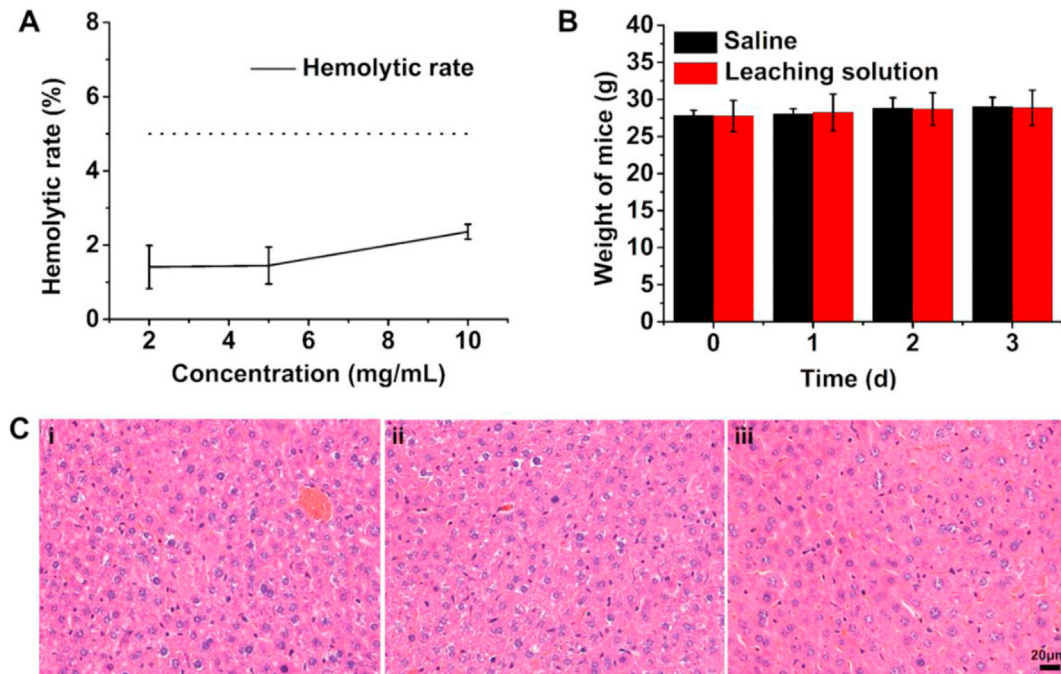 A
8
6
4
2
0
Hemolytic rate (%)
Hemolytic rate
2
4
6
8
10
Concentration (mg/mL)
B
40
35
30
25
20
15
10
5
0
Weight of mice (g)
Saline
Leaching solution
0
1
2
3
Time (d)
C
i
ii
iii
20μm